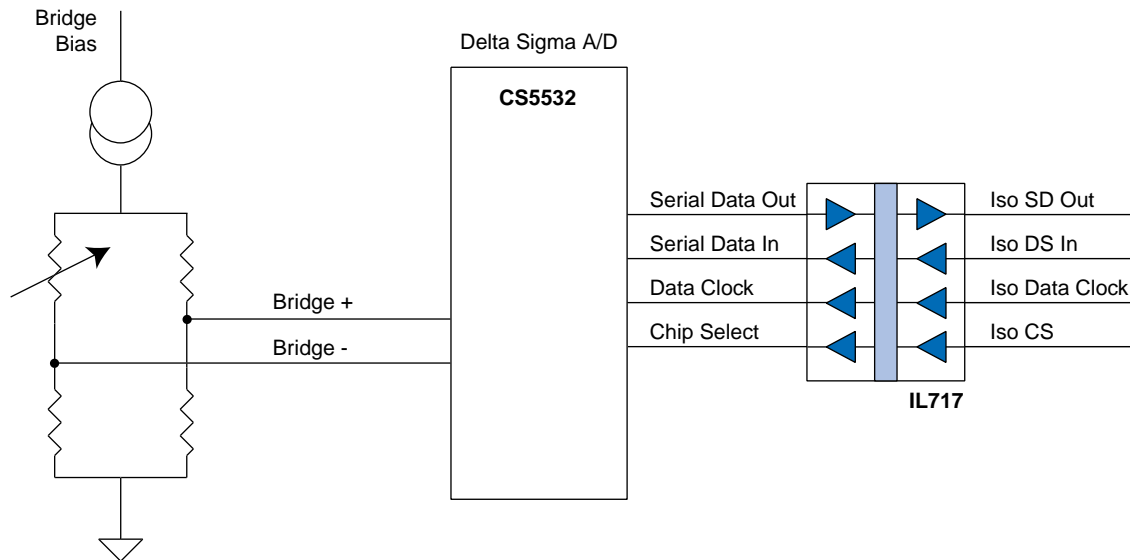 Bridge
Bias
Delta Sigma A/D
CS5532
Serial Data Out
Iso SD Out
Serial Data In
Iso DS In
Bridge +
Data Clock
Iso Data Clock
Bridge -
Chip Select
Iso CS
IL717